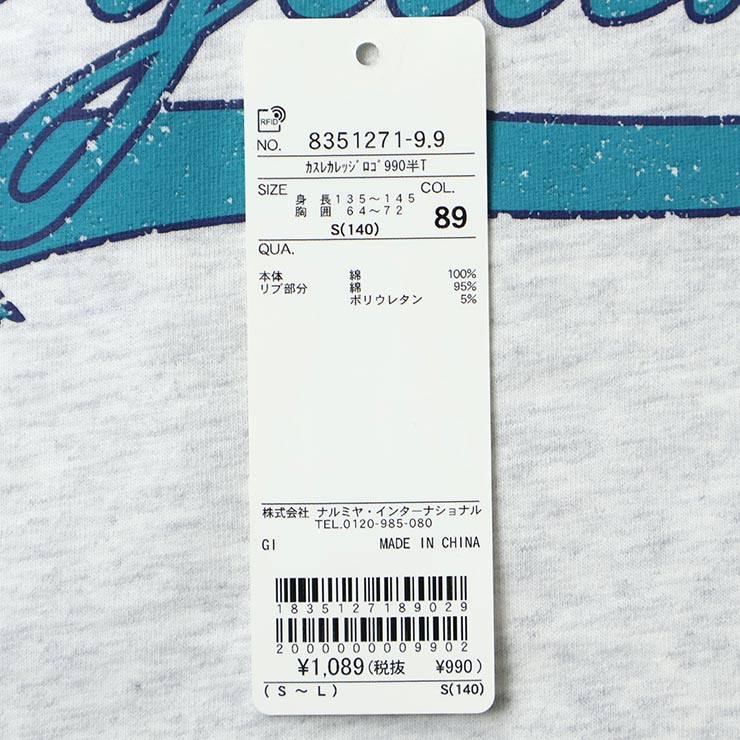 RFID
NO. 8351271-9.9
ｶｽﾚｶﾚｯｼﾞﾛｺﾞ990半T
SIZE COL.
身 長 135～145
胸 囲 64～72
89
S(140)
QUA.
本体 綿 100%
リブ部分 綿 95%
ポリウレタン 5%
株式会社 ナルミヤ・インターナショナル
TEL.0120-985-080
GI MADE IN CHINA
1835127189029
2000000009902
¥1,089(税抜 ¥990)
(S～L) S(140)